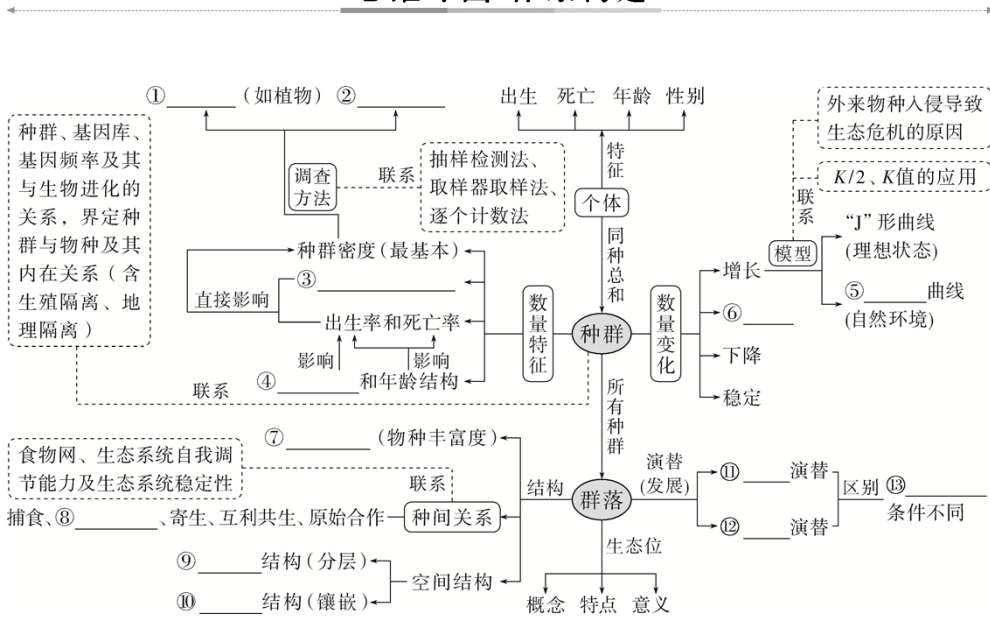 ①______(如植物) ②________
出生 死亡 年龄 性别
外来物种入侵导致
生态危机的原因
种群、基因库、
基因频率及其
与生物进化的
关系，界定种
群与物种及其
内在关系(含
生殖隔离、地
理隔离)
调查
方法
联系
抽样检测法、
取样器取样法、
逐个计数法
特征
个体
K/2、K值的应用
联系
同种总和
模型
“J”形曲线
(理想状态)
种群密度(最基本)
③________________
直接影响
出生率和死亡率
影响
影响
④________和年龄结构
联系
数量特征
种群
数量变化
增长
⑤______曲线
(自然环境)
⑥______
下降
稳定
所有种群
⑦________(物种丰富度)
食物网、生态系统自我调
节能力及生态系统稳定性
联系
捕食、⑧________、寄生、互利共生、原始合作
种间关系
结构
群落
演替
(发展)
⑪______演替
⑫______演替
区别
⑬________
条件不同
⑨______结构(分层)
⑩______结构(镶嵌)
空间结构
生态位
概念 特点 意义